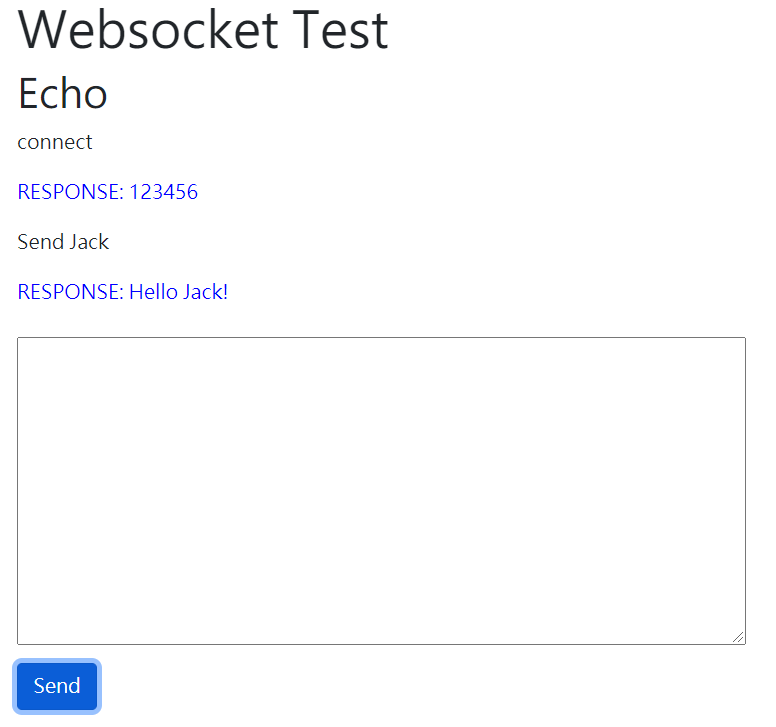 Websocket Test
Echo
connect
RESPONSE: 123456
Send Jack
RESPONSE: Hello Jack!
Send